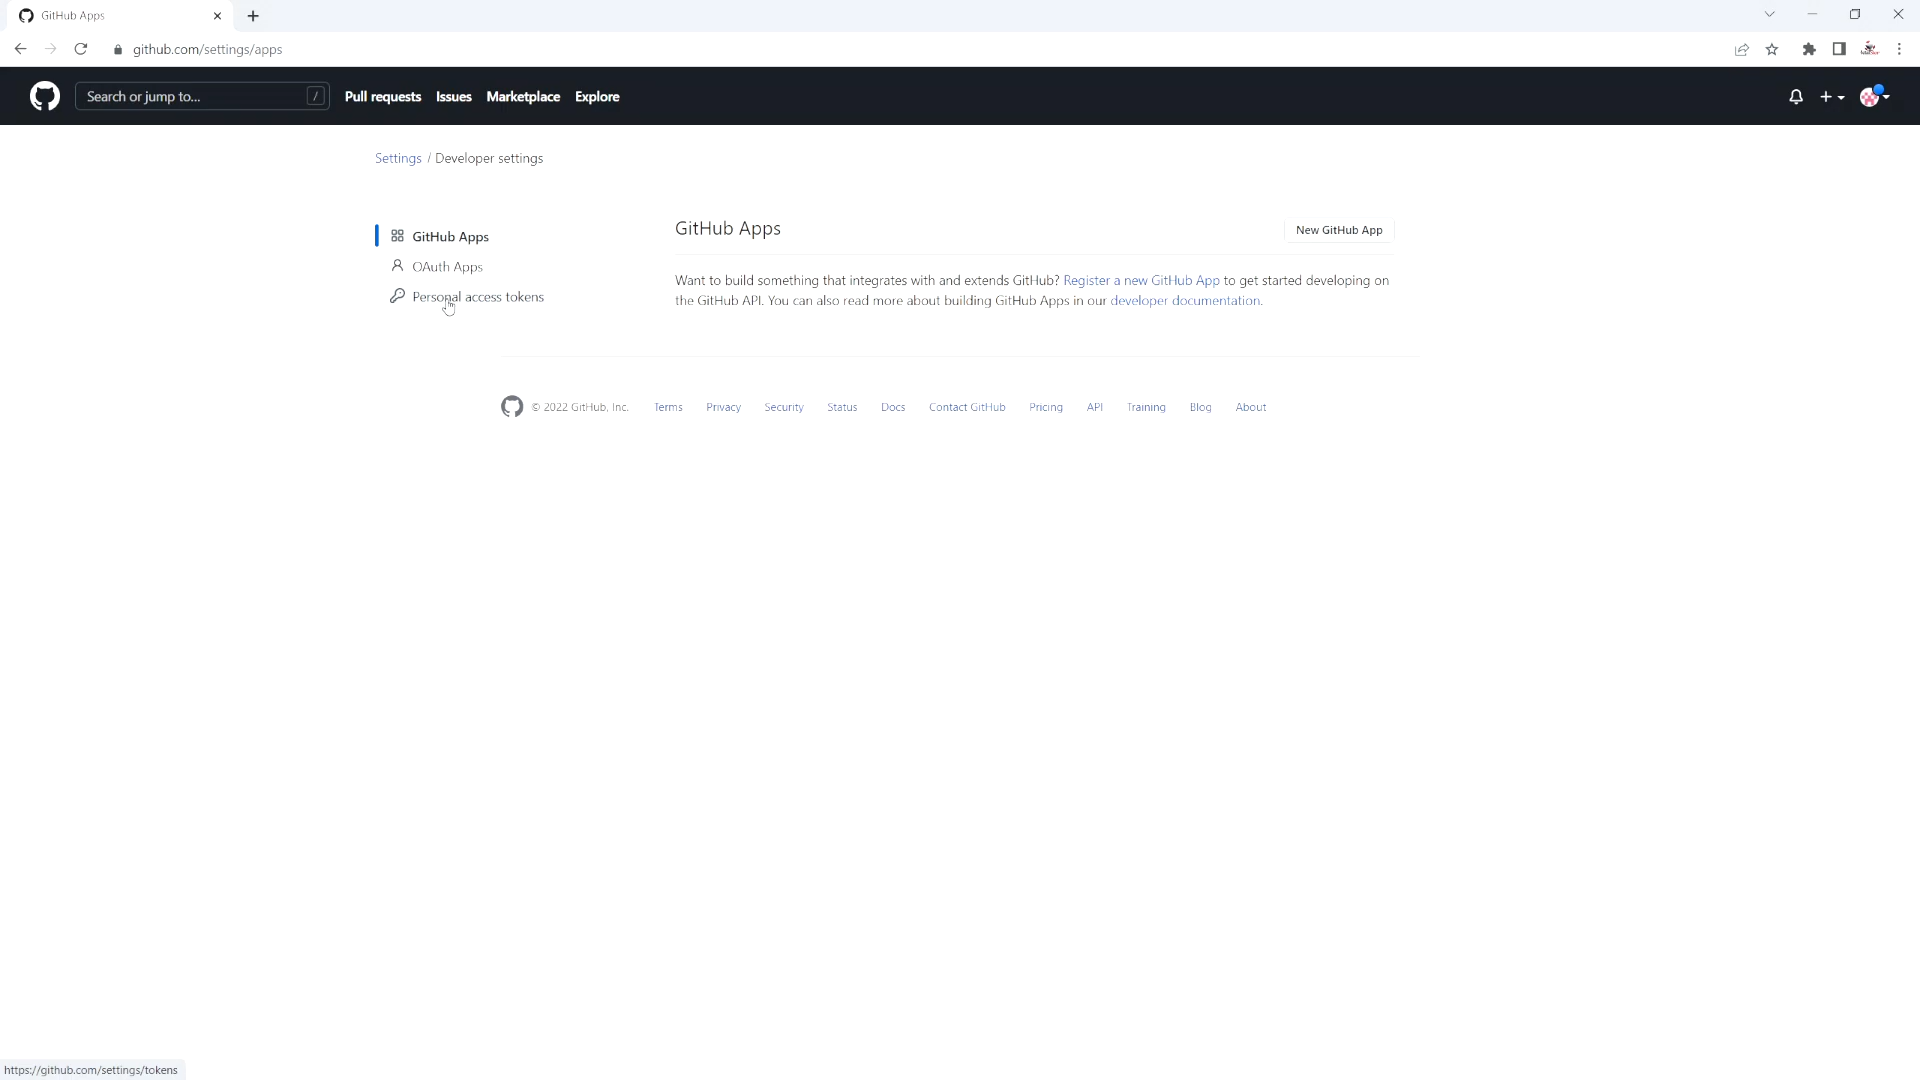 GitHub Apps
github.com/settings/apps
Search or jump to... / Pull requests Issues Marketplace Explore
Settings / Developer settings
GitHub Apps
OAuth Apps
Personal access tokens
GitHub Apps
New GitHub App
Want to build something that integrates with and extends GitHub? Register a new GitHub App to get started developing on
the GitHub API. You can also read more about building GitHub Apps in our developer documentation.
© 2022 GitHub, Inc. Terms Privacy Security Status Docs Contact GitHub Pricing API Training Blog About
https://github.com/settings/tokens